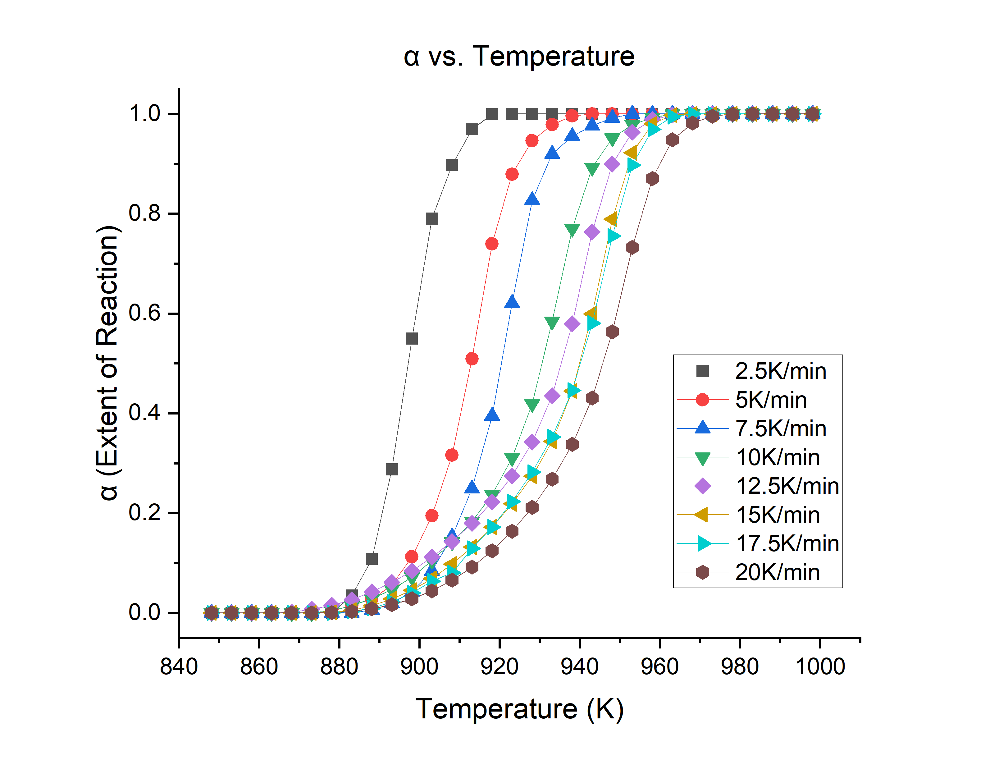 α vs. Temperature
1.0
0.8
0.6
0.4
0.2
0.0
α (Extent of Reaction)
840 860 880 900 920 940 960 980 1000
Temperature (K)
2.5K/min
5K/min
7.5K/min
10K/min
12.5K/min
15K/min
17.5K/min
20K/min